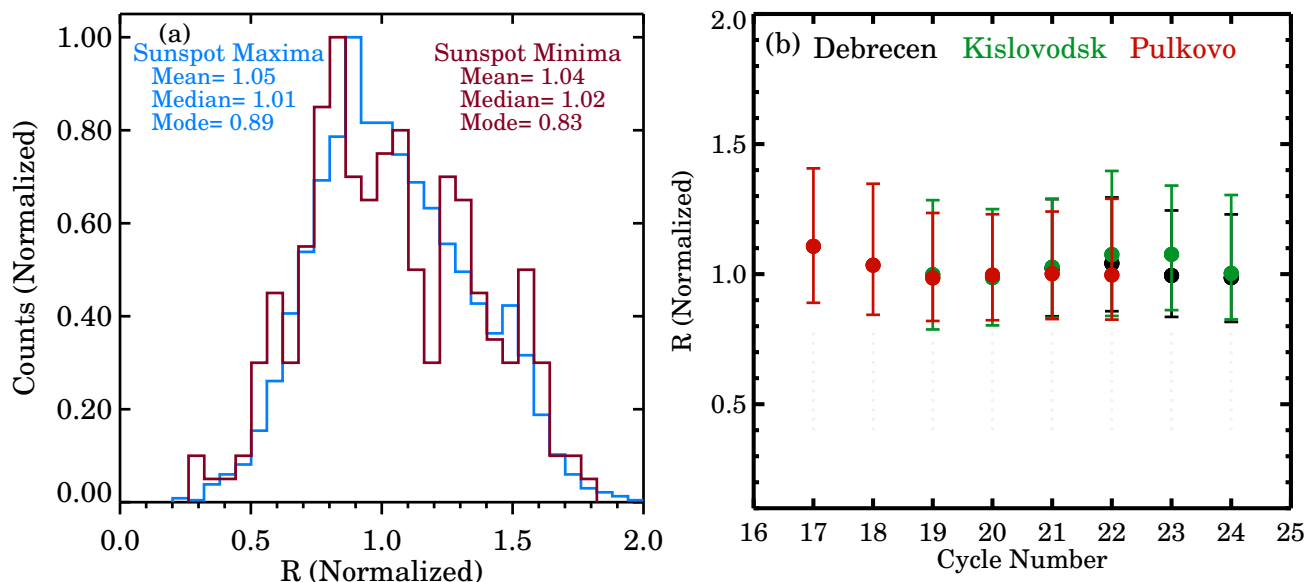 (a)
Sunspot Maxima
Mean= 1.05
Median= 1.01
Mode= 0.89
Sunspot Minima
Mean= 1.04
Median= 1.02
Mode= 0.83
Counts (Normalized)
1.00
0.80
0.60
0.40
0.20
0.00
0.0 0.5 1.0 1.5 2.0
R (Normalized)
(b) Debrecen Kislovodsk Pulkovo
R (Normalized)
2.0
1.5
1.0
0.5
16 17 18 19 20 21 22 23 24 25
Cycle Number